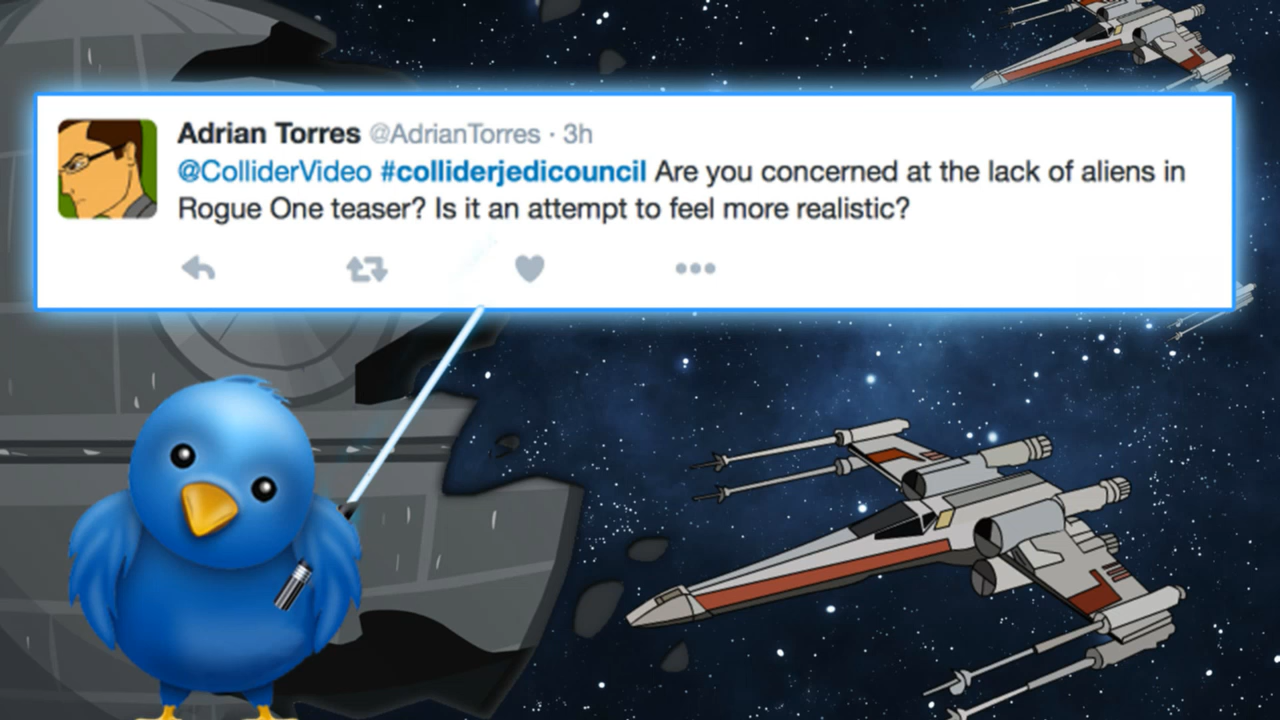 Adrian Torres @AdrianTorres · 3h
@ColliderVideo #colliderjedicouncil Are you concerned at the lack of aliens in
Rogue One teaser? Is it an attempt to feel more realistic?